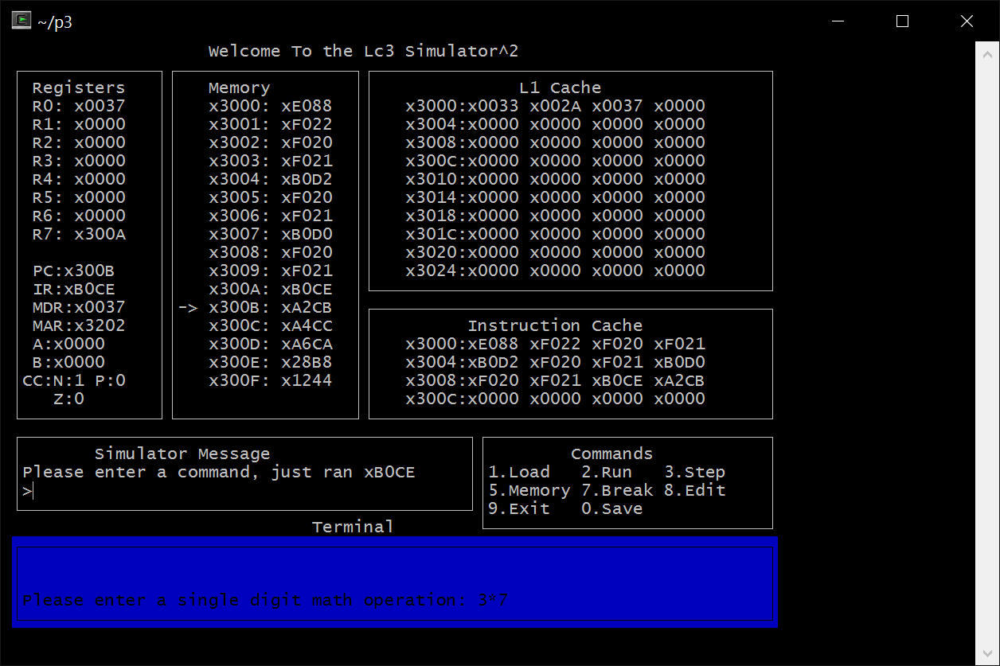 ~/p3
Welcome To the Lc3 Simulator^2
Registers
R0: x0037
R1: x0000
R2: x0000
R3: x0000
R4: x0000
R5: x0000
R6: x0000
R7: x300A
PC:x300B
IR:xB0CE
MDR:x0037
MAR:x3202
A:x0000
B:x0000
CC:N:1 P:0
Z:0
Memory
x3000: xE088
x3001: xF022
x3002: xF020
x3003: xF021
x3004: xB0D2
x3005: xF020
x3006: xF021
x3007: xB0D0
x3008: xF020
x3009: xF021
x300A: xB0CE
-> x300B: xA2CB
x300C: xA4CC
x300D: xA6CA
x300E: x28B8
x300F: x1244
L1 Cache
x3000:x0033 x002A x0037 x0000
x3004:x0000 x0000 x0000 x0000
x3008:x0000 x0000 x0000 x0000
x300C:x0000 x0000 x0000 x0000
x3010:x0000 x0000 x0000 x0000
x3014:x0000 x0000 x0000 x0000
x3018:x0000 x0000 x0000 x0000
x301C:x0000 x0000 x0000 x0000
x3020:x0000 x0000 x0000 x0000
x3024:x0000 x0000 x0000 x0000
Instruction Cache
x3000:xE088 xF022 xF020 xF021
x3004:xB0D2 xF020 xF021 xB0D0
x3008:xF020 xF021 xB0CE xA2CB
x300C:x0000 x0000 x0000 x0000
Simulator Message
Please enter a command, just ran xB0CE
>
Commands
1.Load 2.Run 3.Step
5.Memory 7.Break 8.Edit
9.Exit 0.Save
Terminal
Please enter a single digit math operation: 3*7